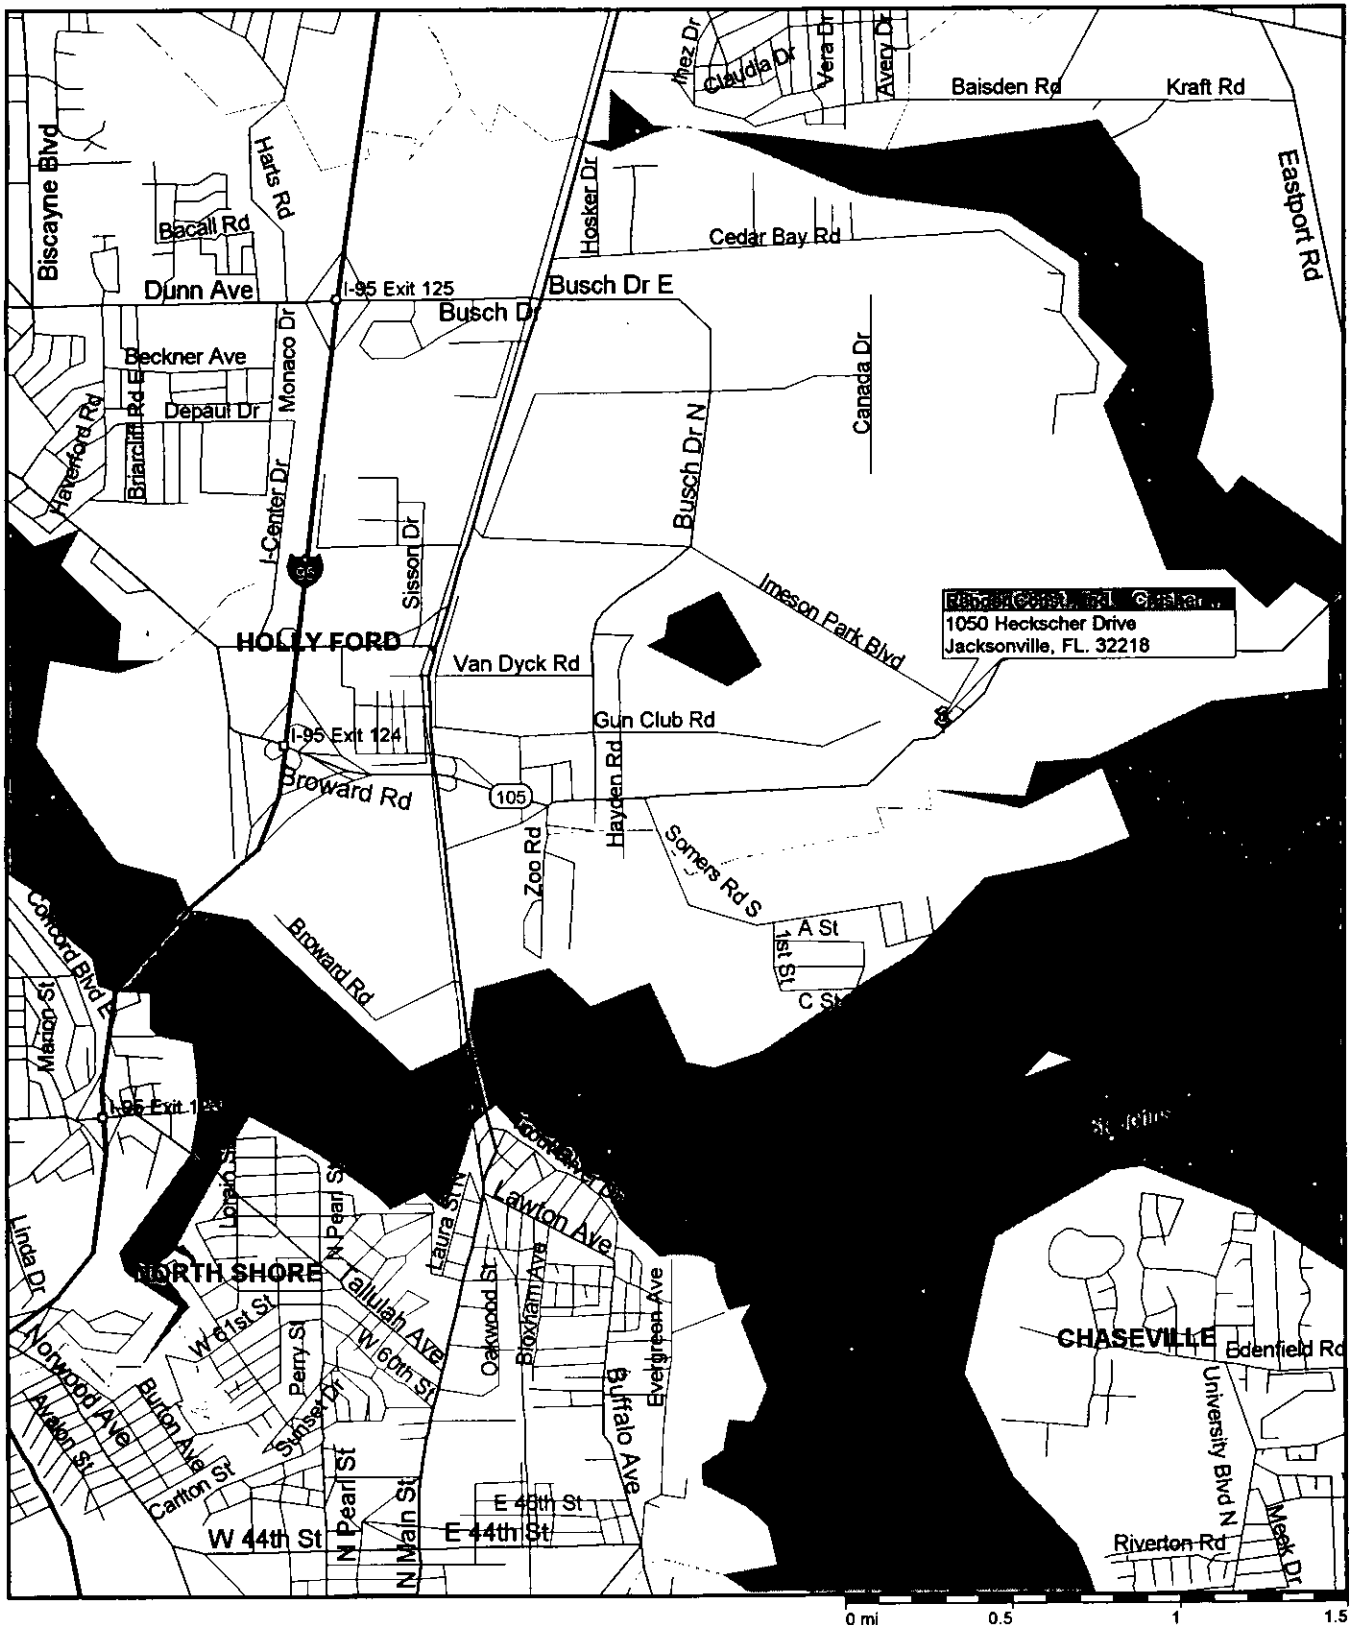 Inez Dr
Claudia Dr
Vera Dr
Avery Dr
Baisden Rd
Kraft Rd
Biscayne Blvd
Harts Rd
Hosker Dr
Eastport Rd
Bacall Rd
Cedar Bay Rd
Dunn Ave
I-95 Exit 125
Busch Dr E
Busch Dr
Monaco Dr
Beckner Ave
Canada Dr
Briarcliff Rd E
Depaul Dr
Haverford Rd
Busch Dr N
I-Center Dr
Sisson Dr
95
Imeson Park Blvd
1050 Heckscher Drive
Jacksonville, FL. 32218
HOLLY FORD
Van Dyck Rd
Gun Club Rd
I-95 Exit 124
Hayden Rd
Broward Rd
105
Zoo Rd
Somers Rd S
Concord Blvd E
Broward Rd
A St
1st St
C St
Marion St
I-95 Exit
St Johns
Lorain St
N Pearl St
Laura St N
Lawton Ave
Linda Dr
NORTH SHORE
Tallulah Ave
Oakwood St
Bloxham Ave
Evergreen Ave
W 61st St
W 60th St
Perry St
CHASEVILLE
Edenfield Rd
Norwood Ave
Burton Ave
Sunset Dr
Buffalo Ave
University Blvd N
Avalon St
Carlton St
N Pearl St
N Main St
E 46th St
W 44th St
E 44th St
Riverton Rd
Meek Dr
0 mi
0.5
1
1.5